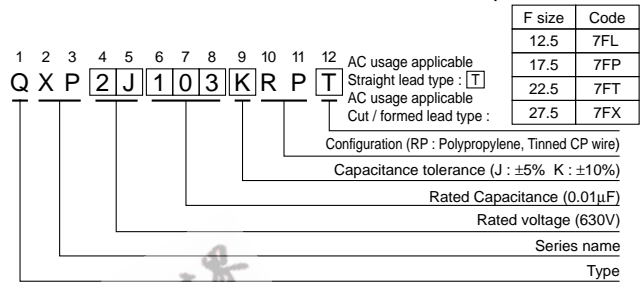 F size Code
12.5 7FL
17.5 7FP
22.5 7FT
27.5 7FX
1 2 3 4 5 6 7 8 9 10 11 12
Q X P 2 J 1 0 3 K R P T
AC usage applicable
Straight lead type : T
AC usage applicable
Cut / formed lead type :
Configuration (RP : Polypropylene, Tinned CP wire)
Capacitance tolerance (J : ±5% K : ±10%)
Rated Capacitance (0.01μF)
Rated voltage (630V)
Series name
Type